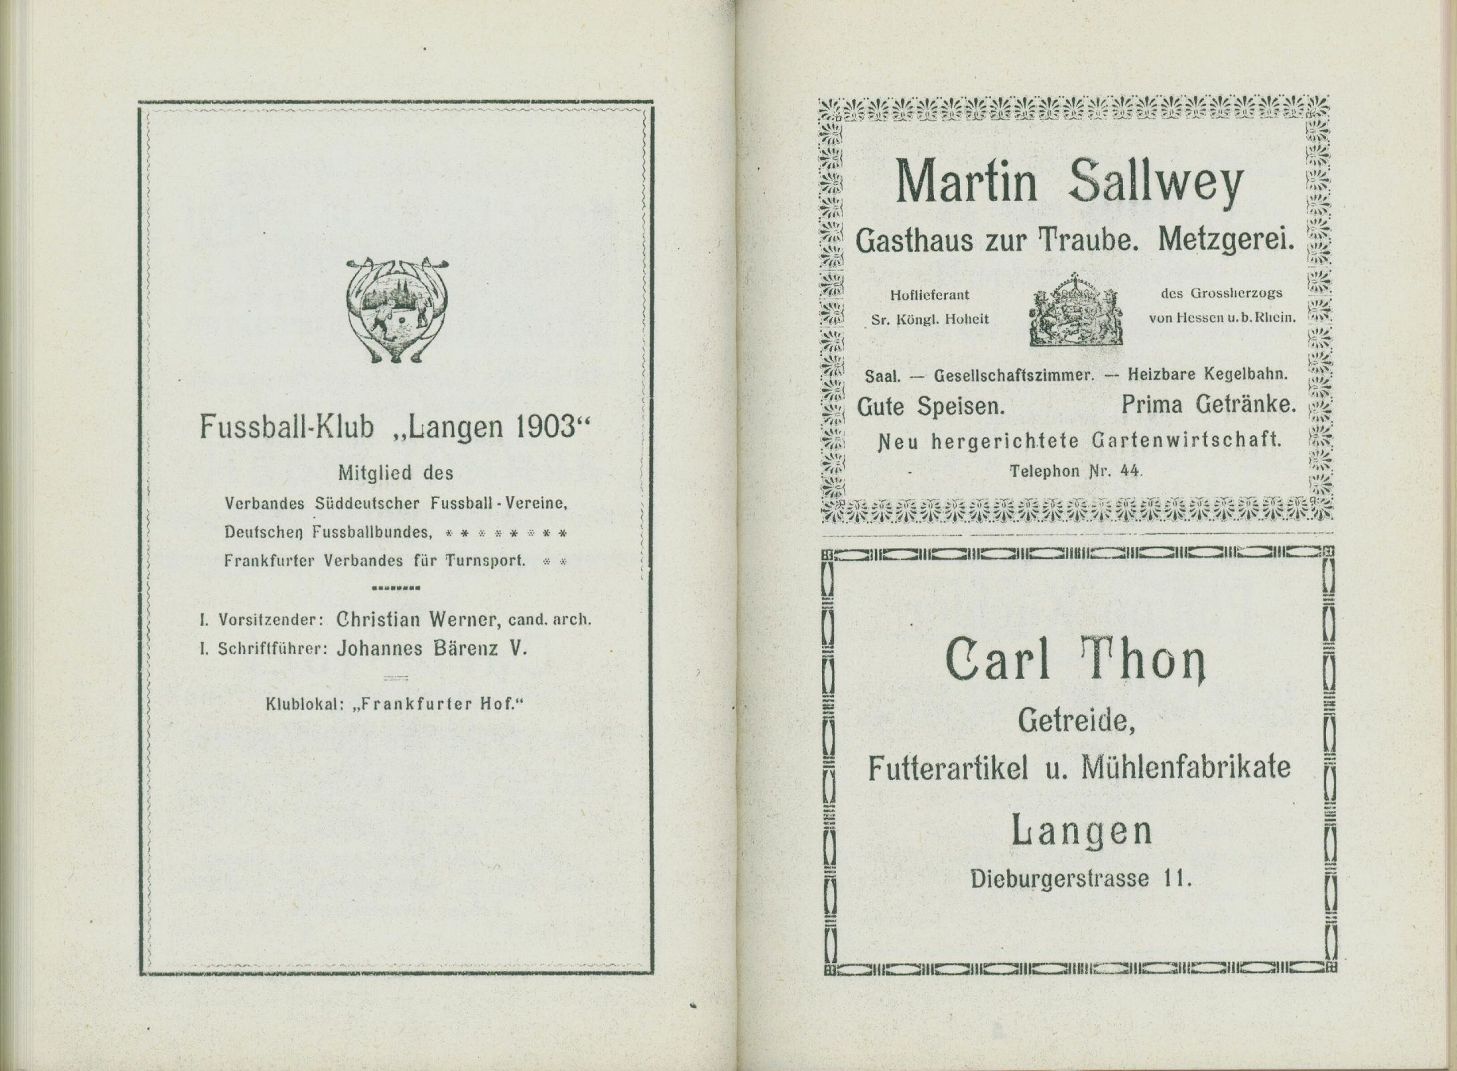 Fussball-Klub „Langen 1903“
Mitglied des
Verbandes Süddeutscher Fussball-Vereine,
Deutschen Fussballbundes, * * * * * * * *
Frankfurter Verbandes für Turnsport. * *
I. Vorsitzender: Christian Werner, cand. arch.
I. Schriftführer: Johannes Bärenz V.
Klublokal: „Frankfurter Hof.“
Martin Sallwey
Gasthaus zur Traube. Metzgerei.
Hoflieferant
Sr. Köngl. Hoheit
des Grossherzogs
von Hessen u. b. Rhein.
Saal. — Gesellschaftszimmer. — Heizbare Kegelbahn.
Gute Speisen. Prima Getränke.
Neu hergerichtete Gartenwirtschaft.
Telephon Nr. 44.
Carl Thon
Getreide,
Futterartikel u. Mühlenfabrikate
Langen
Dieburgerstrasse 11.